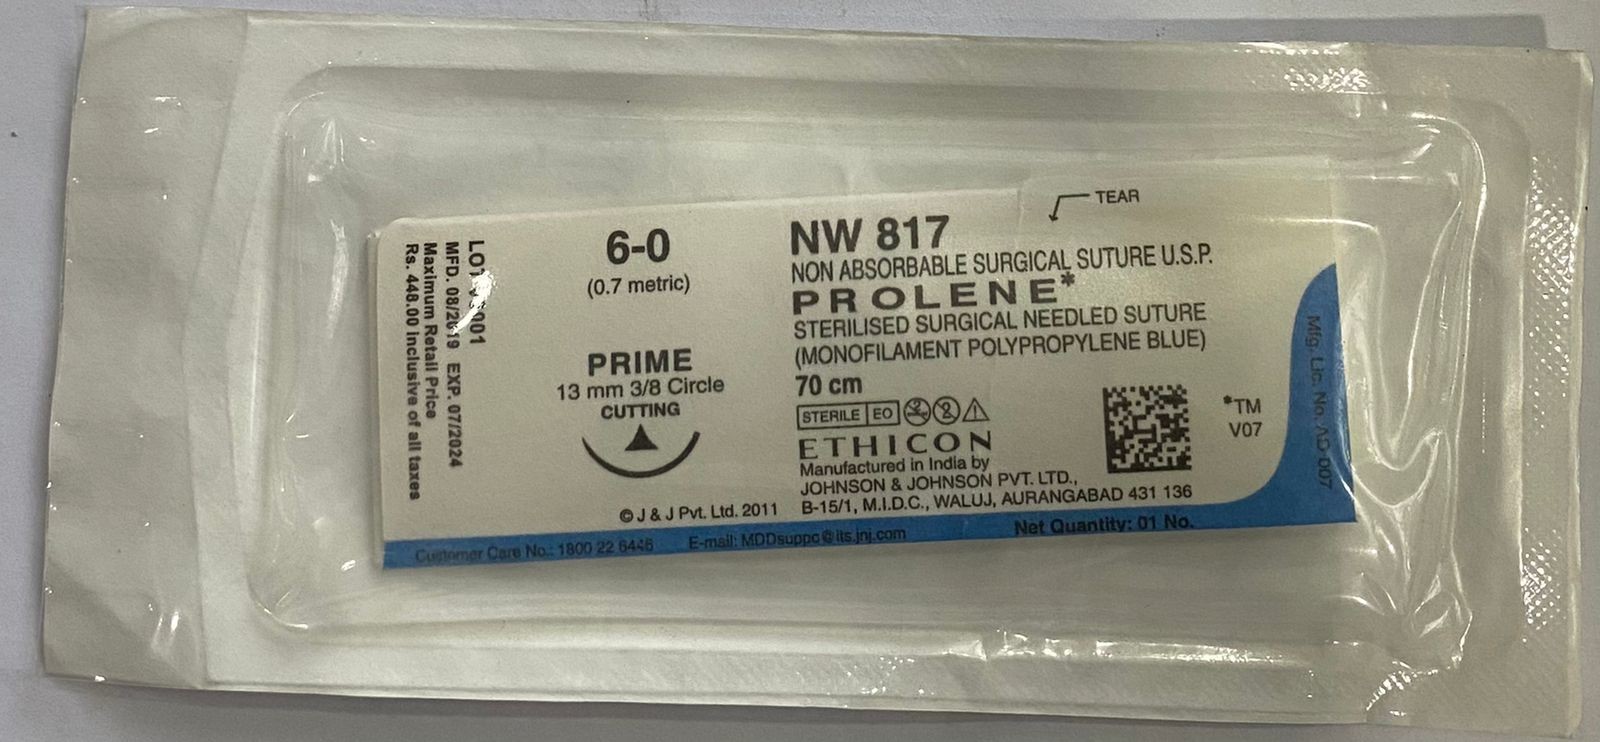 LOT
MFD. 08/2019 EXP. 07/2024
Maximum Retail Price
Rs. 448.00 inclusive of all taxes
6-0
(0.7 metric)
PRIME
13 mm 3/8 Circle
CUTTING
© J & J Pvt. Ltd. 2011
TEAR
NW 817
NON ABSORBABLE SURGICAL SUTURE U.S.P.
PROLENE*
STERILISED SURGICAL NEEDLED SUTURE
(MONOFILAMENT POLYPROPYLENE BLUE)
70 cm
STERILE EO
ETHICON
Manufactured in India by
JOHNSON & JOHNSON PVT. LTD.,
B-15/1, M.I.D.C., WALUJ, AURANGABAD 431 136
*TM
V07
Mfg. Lic. No. AD-007
Customer Care No.: 1800 22 6446 E-mail: MDDsuppc@its.jnj.com Net Quantity: 01 No.